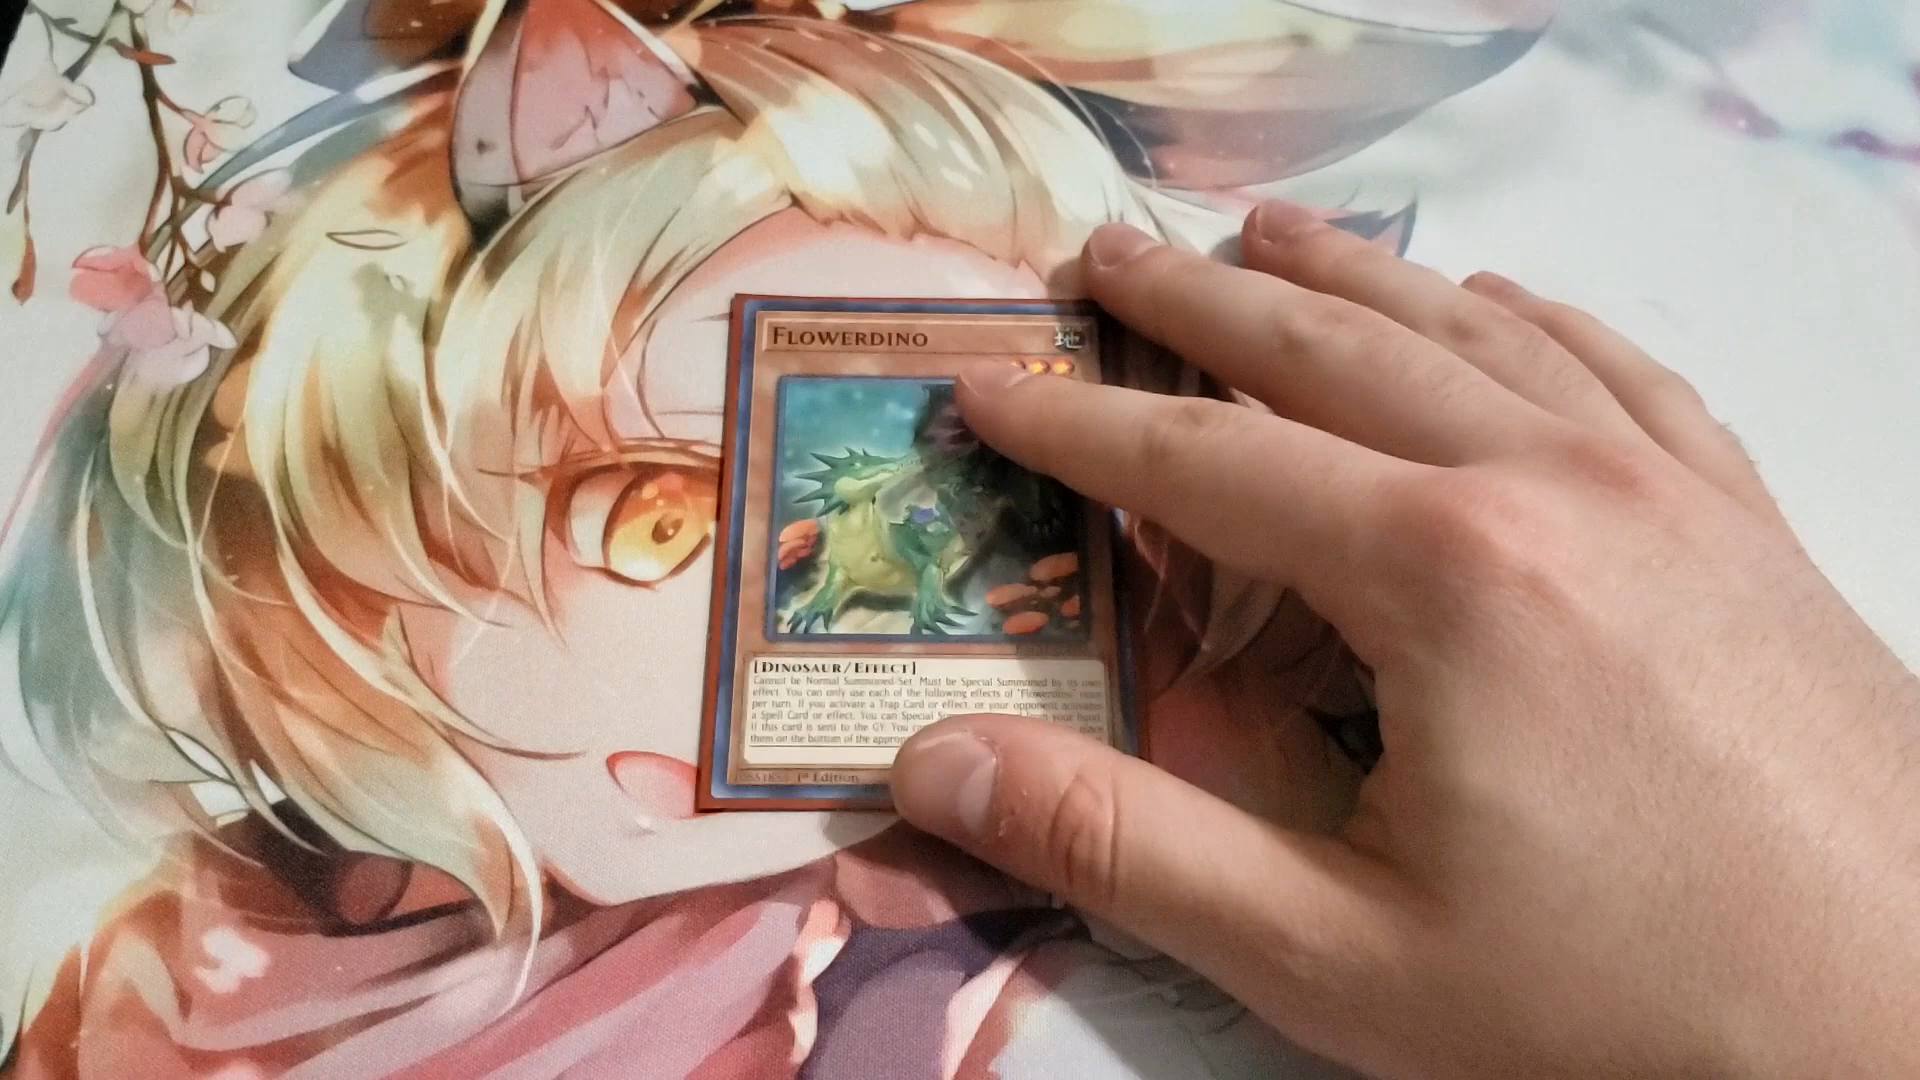 FLOWERDINO
地
[DINOSAUR/EFFECT]
Cannot be Normal Summoned/Set. Must be Special Summoned by its own
effect. You can only use each of the following effects of "Flowerdino" once
per turn. If you activate a Trap Card or effect, or your opponent activates
a Spell Card or effect: You can Special from your hand.
If this card is sent to the GY: You place
them on the bottom of the
1st Edition